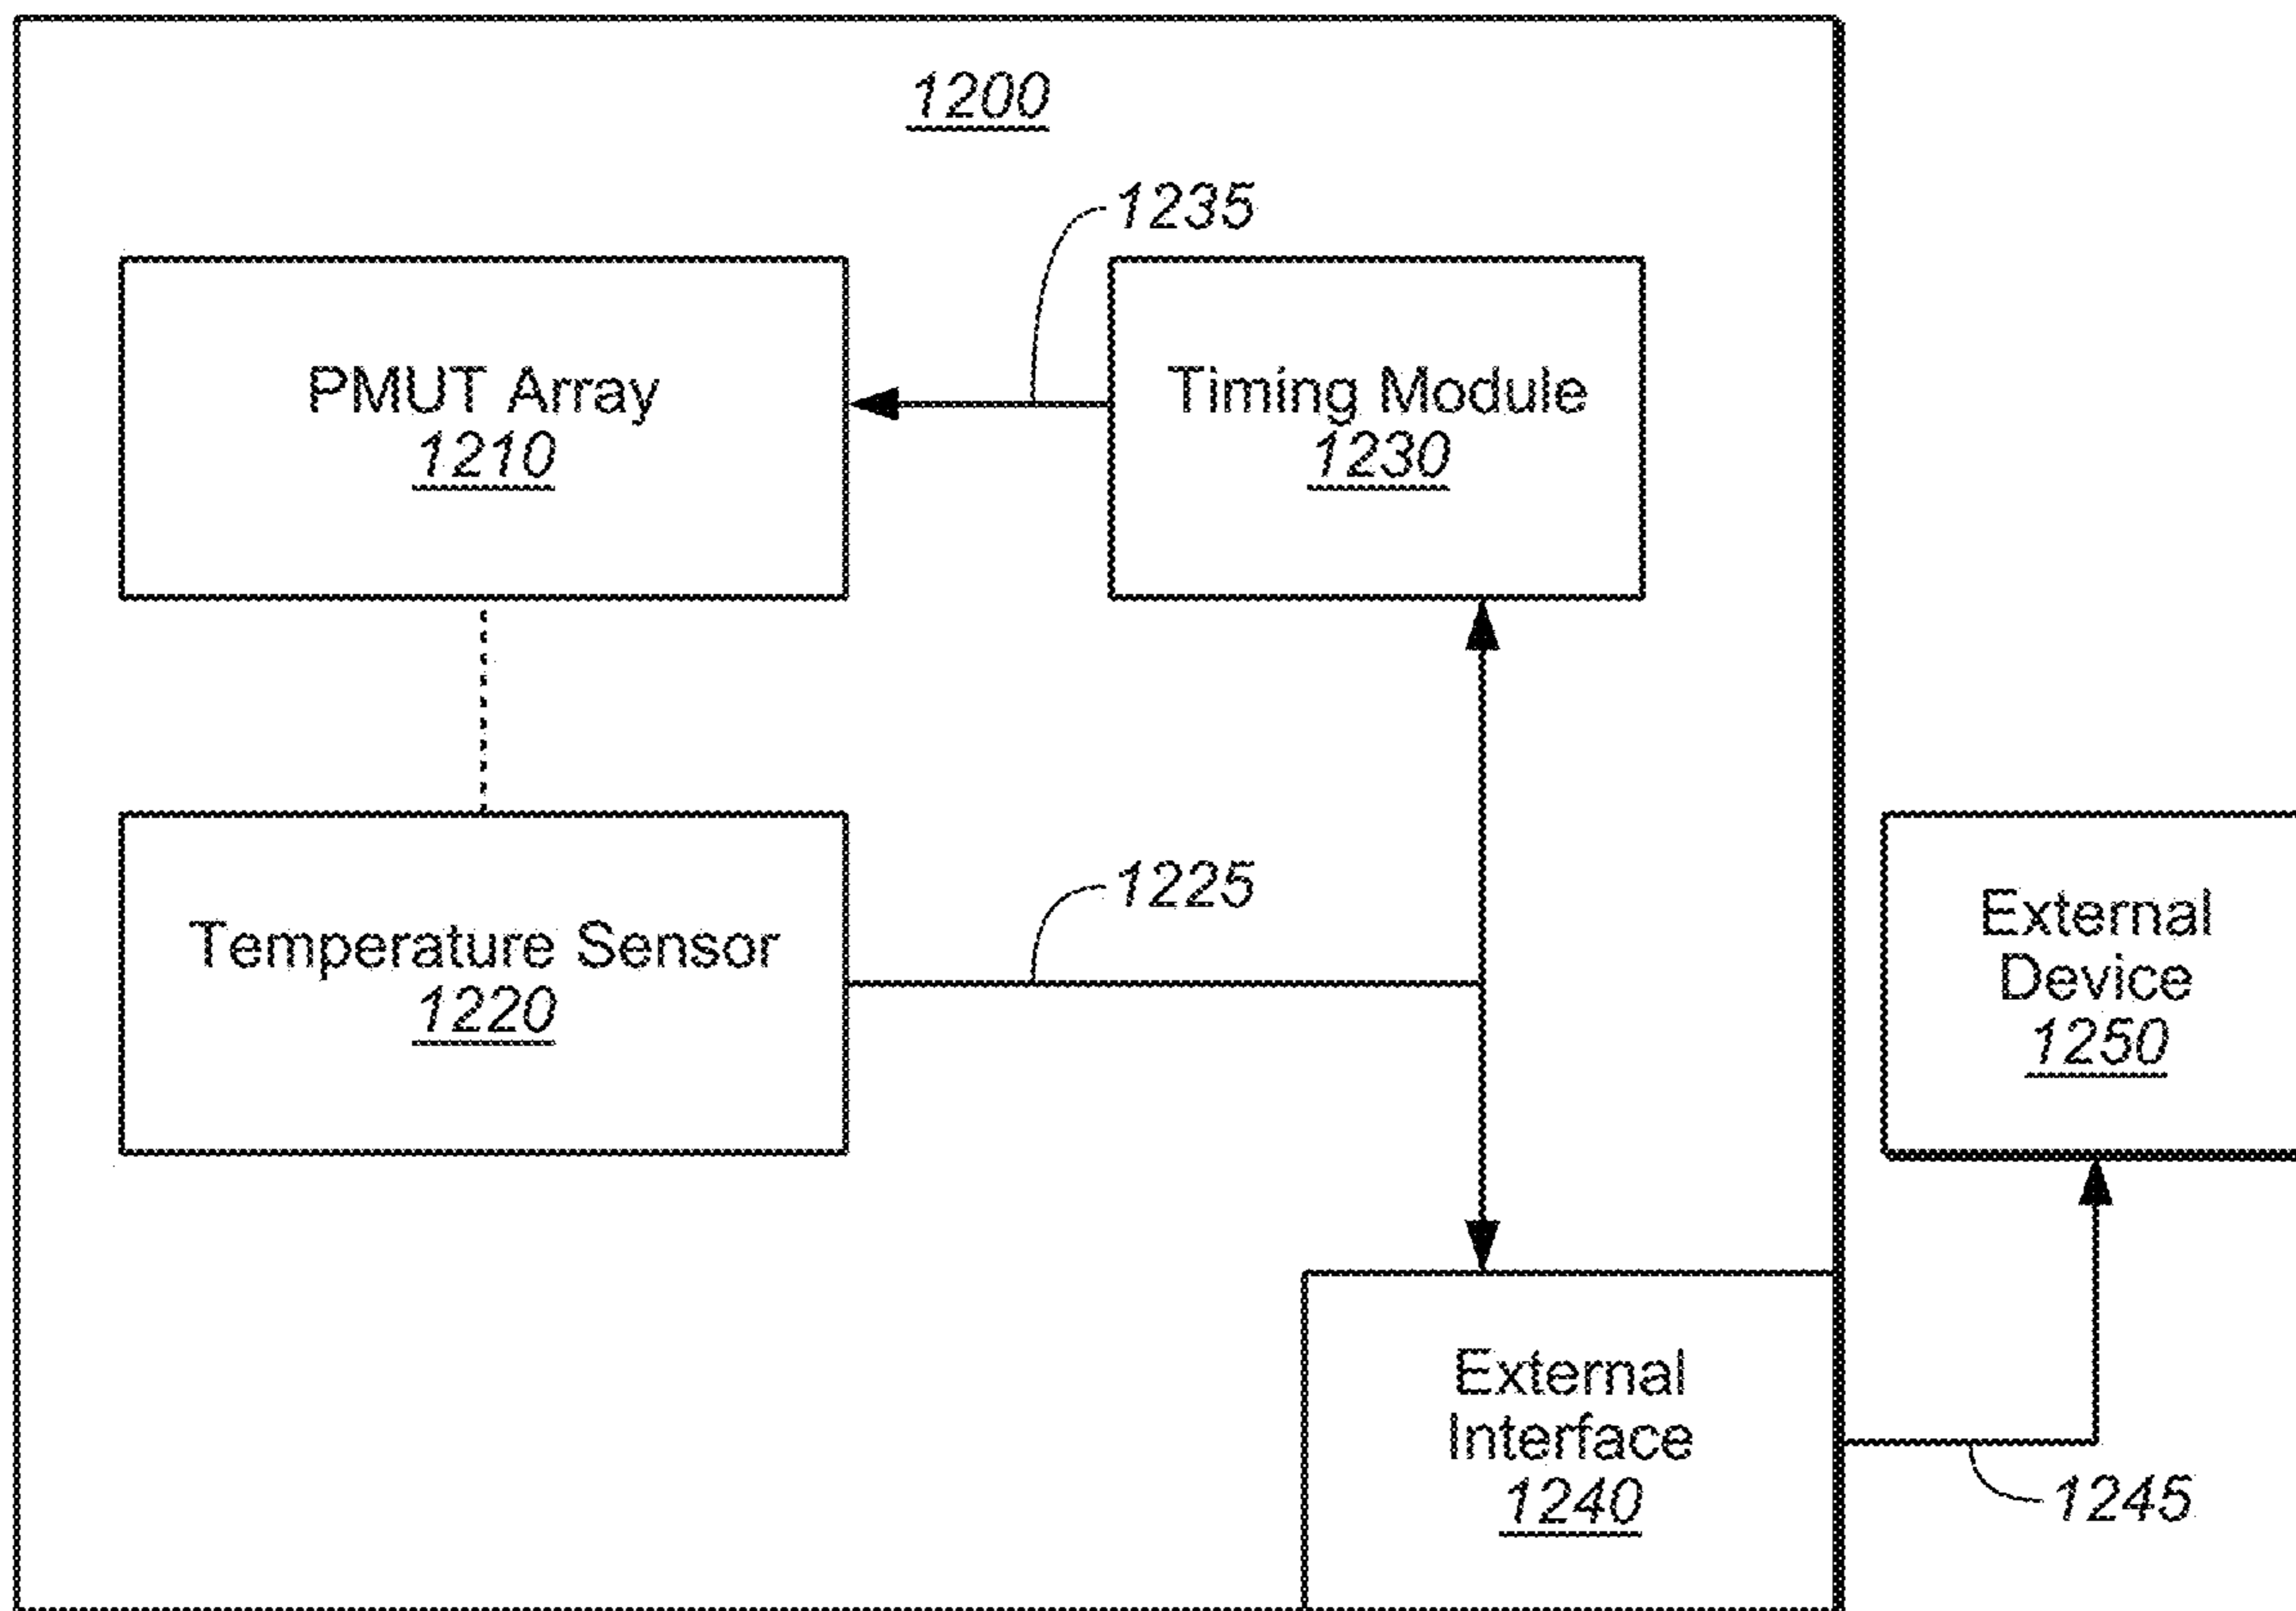 1200
1235
PMUT Array
1210
Timing Module
1230
1225
Temperature Sensor
1220
External
Device
1250
External
Interface
1240
1245